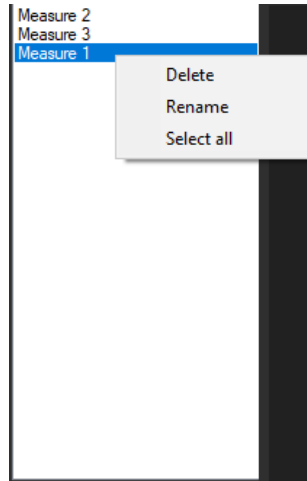 Measure 2
Measure 3
Measure 1
Delete
Rename
Select all